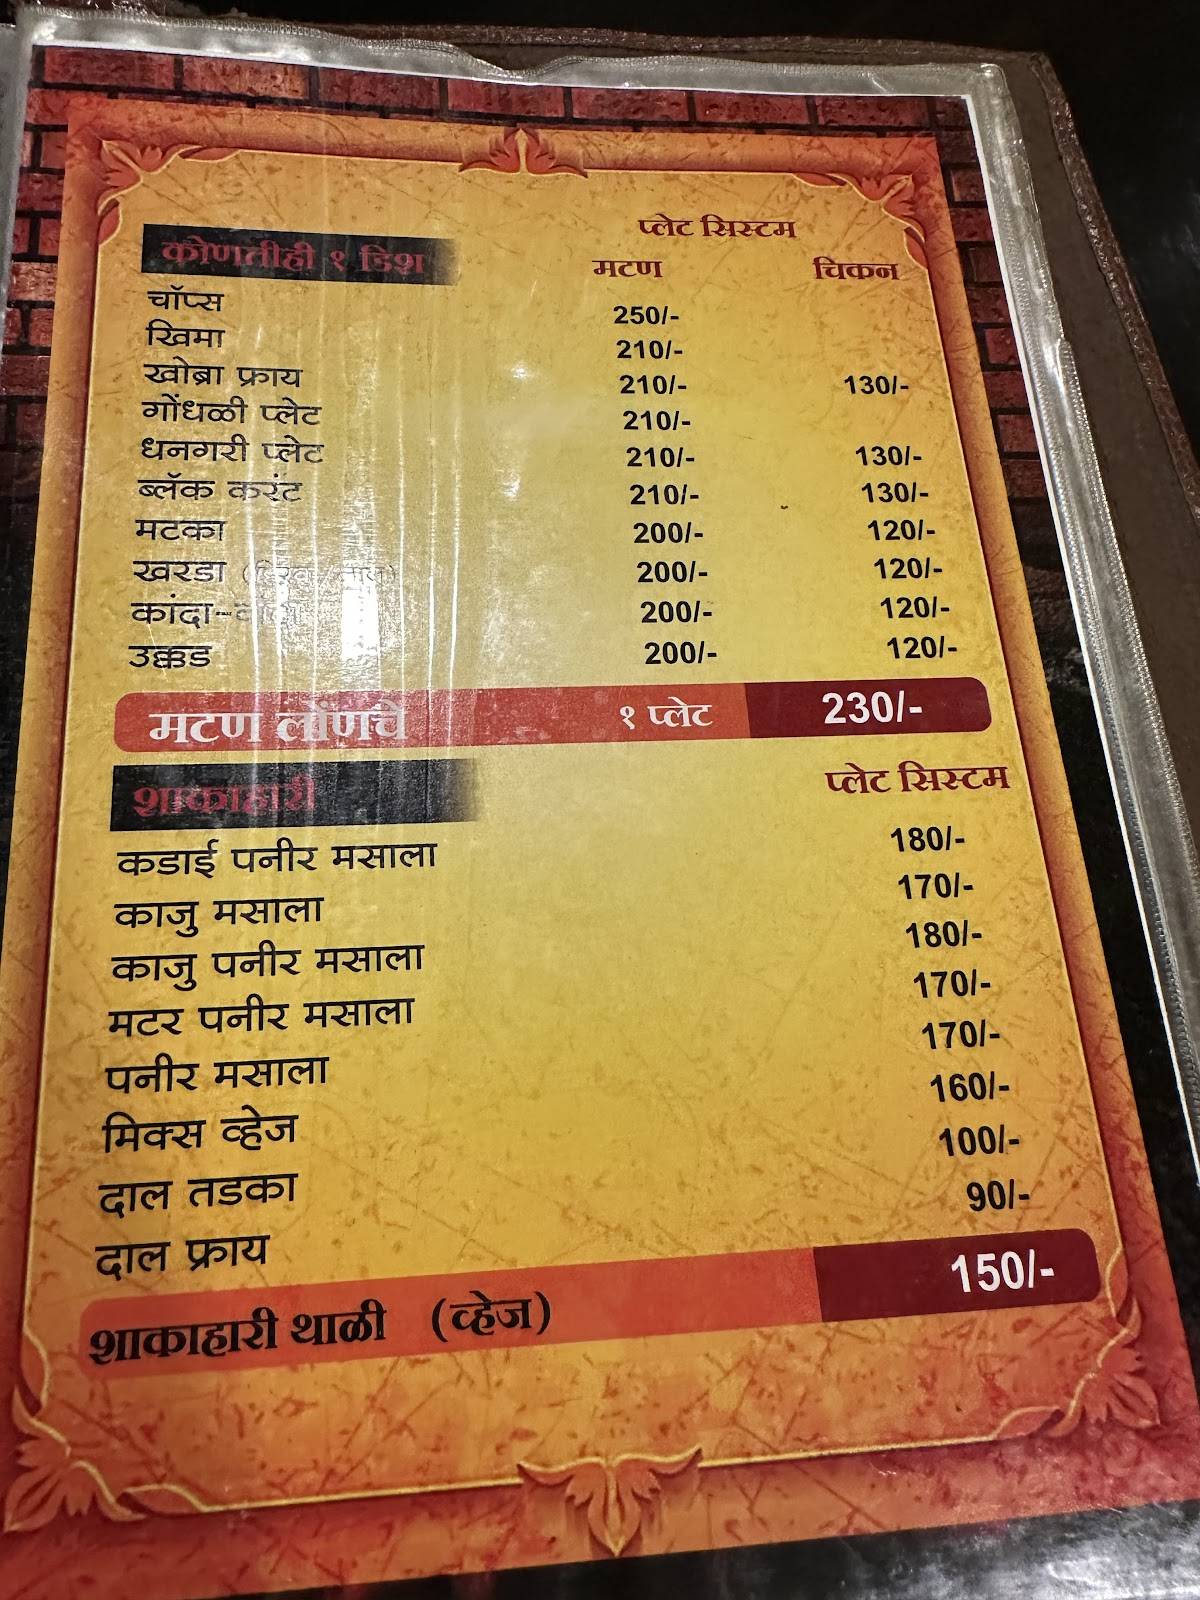 प्लेट सिस्टम
कोणतीही १ डिश मटण चिकन
चॉप्स 250/-
खिमा 210/-
खोब्रा फ्राय 210/- 130/-
गोंधळी प्लेट 210/-
धनगरी प्लेट 210/- 130/-
ब्लॅक करंट 210/- 130/-
मटका 200/- 120/-
खरडा 200/- 120/-
कांदा- 200/- 120/-
उक्कड 200/- 120/-
मटण लोणचे १ प्लेट 230/-
शाकाहारी प्लेट सिस्टम
कडाई पनीर मसाला 180/-
काजु मसाला 170/-
काजु पनीर मसाला 180/-
मटर पनीर मसाला 170/-
पनीर मसाला 170/-
मिक्स व्हेज 160/-
दाल तडका 100/-
दाल फ्राय 90/-
शाकाहारी थाळी (व्हेज) 150/-